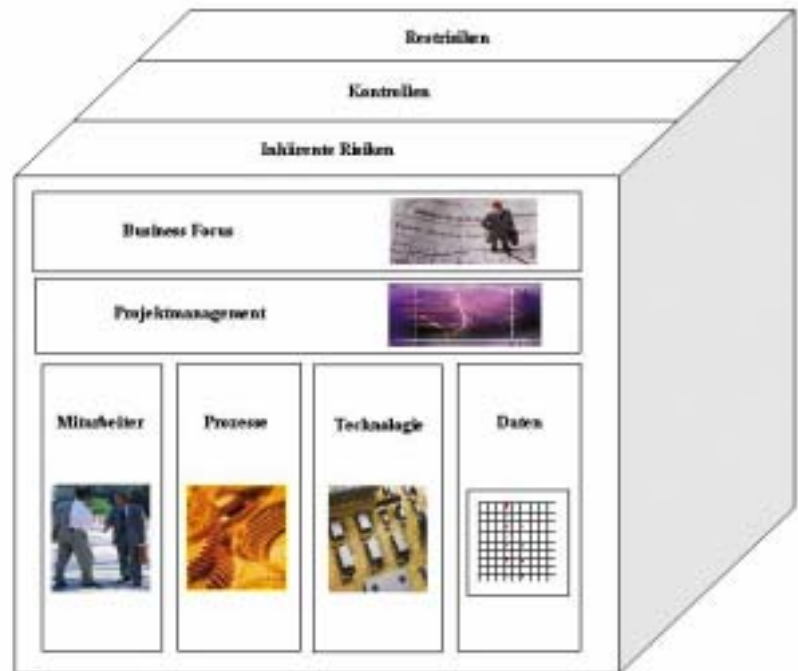 Restrisiken
Kontrollen
Inhärente Risiken
Business Focus
Projektmanagement
Mitarbeiter
Prozesse
Technologie
Daten